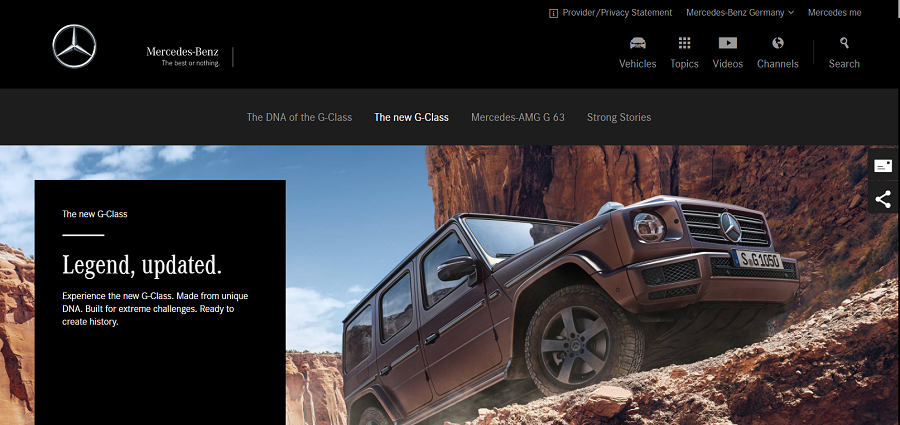 Provider/Privacy Statement
Mercedes-Benz Germany
Mercedes me
Mercedes-Benz
The best or nothing.
Vehicles
Topics
Videos
Channels
Search
The DNA of the G-Class
The new G-Class
Mercedes-AMG G 63
Strong Stories
The new G-Class
Legend, updated.
Experience the new G-Class. Made from unique
DNA. Built for extreme challenges. Ready to
create history.
S G 1050